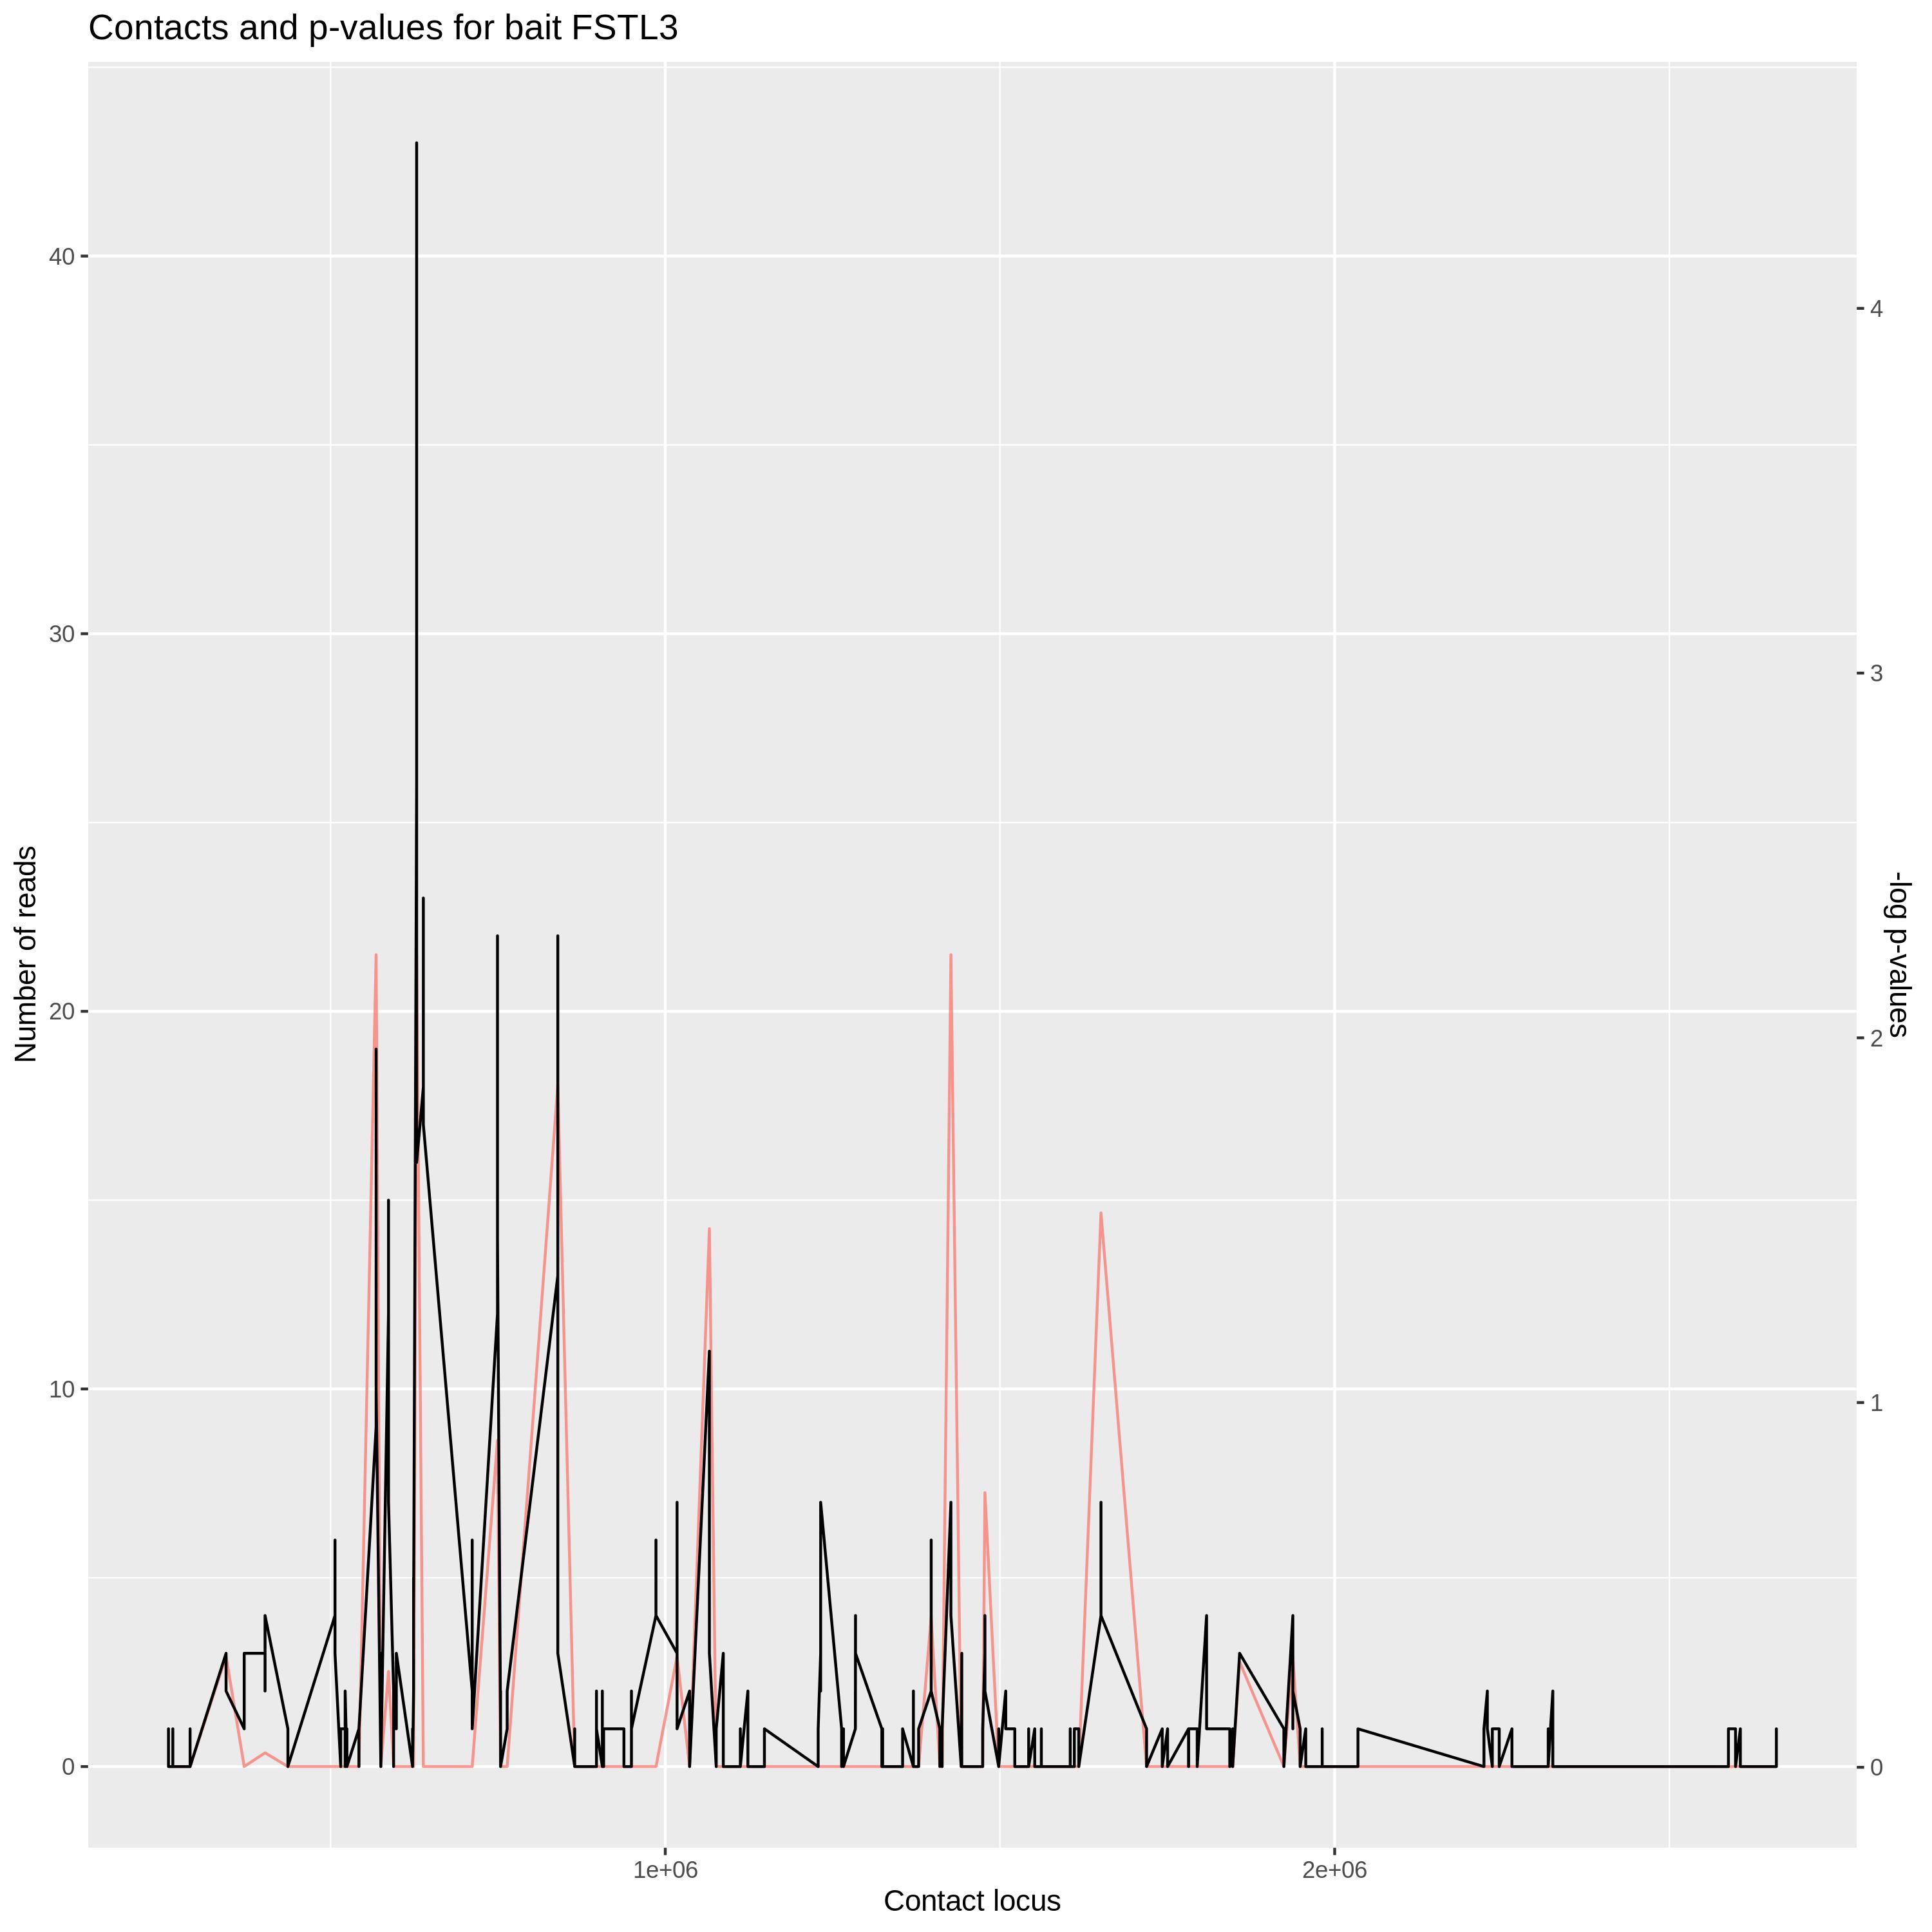 Contacts and p-values for bait FSTL3
40
30
20
10
0
Number of reads
4
3
2
1
0
-log p-values
1e+06
2e+06
Contact locus